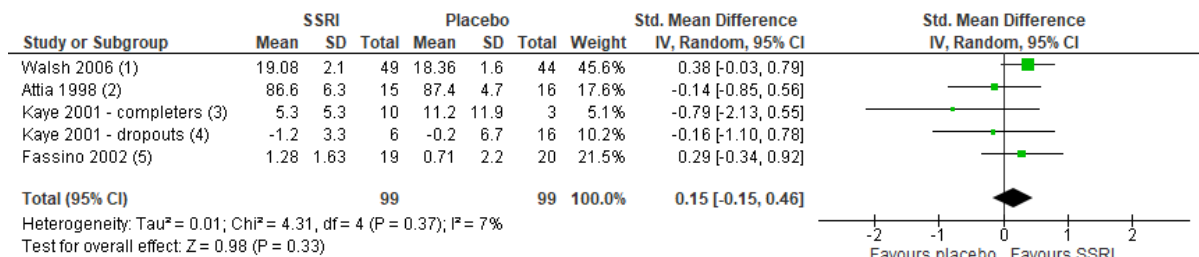 SSRI Placebo Std. Mean Difference Std. Mean Difference
Study or Subgroup Mean SD Total Mean SD Total Weight IV, Random, 95% CI IV, Random, 95% CI
Walsh 2006 (1) 19.08 2.1 49 18.36 1.6 44 45.6% 0.38 [-0.03, 0.79]
Attia 1998 (2) 86.6 6.3 15 87.4 4.7 16 17.6% -0.14 [-0.85, 0.56]
Kaye 2001 - completers (3) 5.3 5.3 10 11.2 11.9 3 5.1% -0.79 [-2.13, 0.55]
Kaye 2001 - dropouts (4) -1.2 3.3 6 -0.2 6.7 16 10.2% -0.16 [-1.10, 0.78]
Fassino 2002 (5) 1.28 1.63 19 0.71 2.2 20 21.5% 0.29 [-0.34, 0.92]
Total (95% CI) 99 99 100.0% 0.15 [-0.15, 0.46]
Heterogeneity: Tau² = 0.01; Chi² = 4.31, df = 4 (P = 0.37); I² = 7%
Test for overall effect: Z = 0.98 (P = 0.33)
-2 -1 0 1 2
Favours placebo Favours SSRI